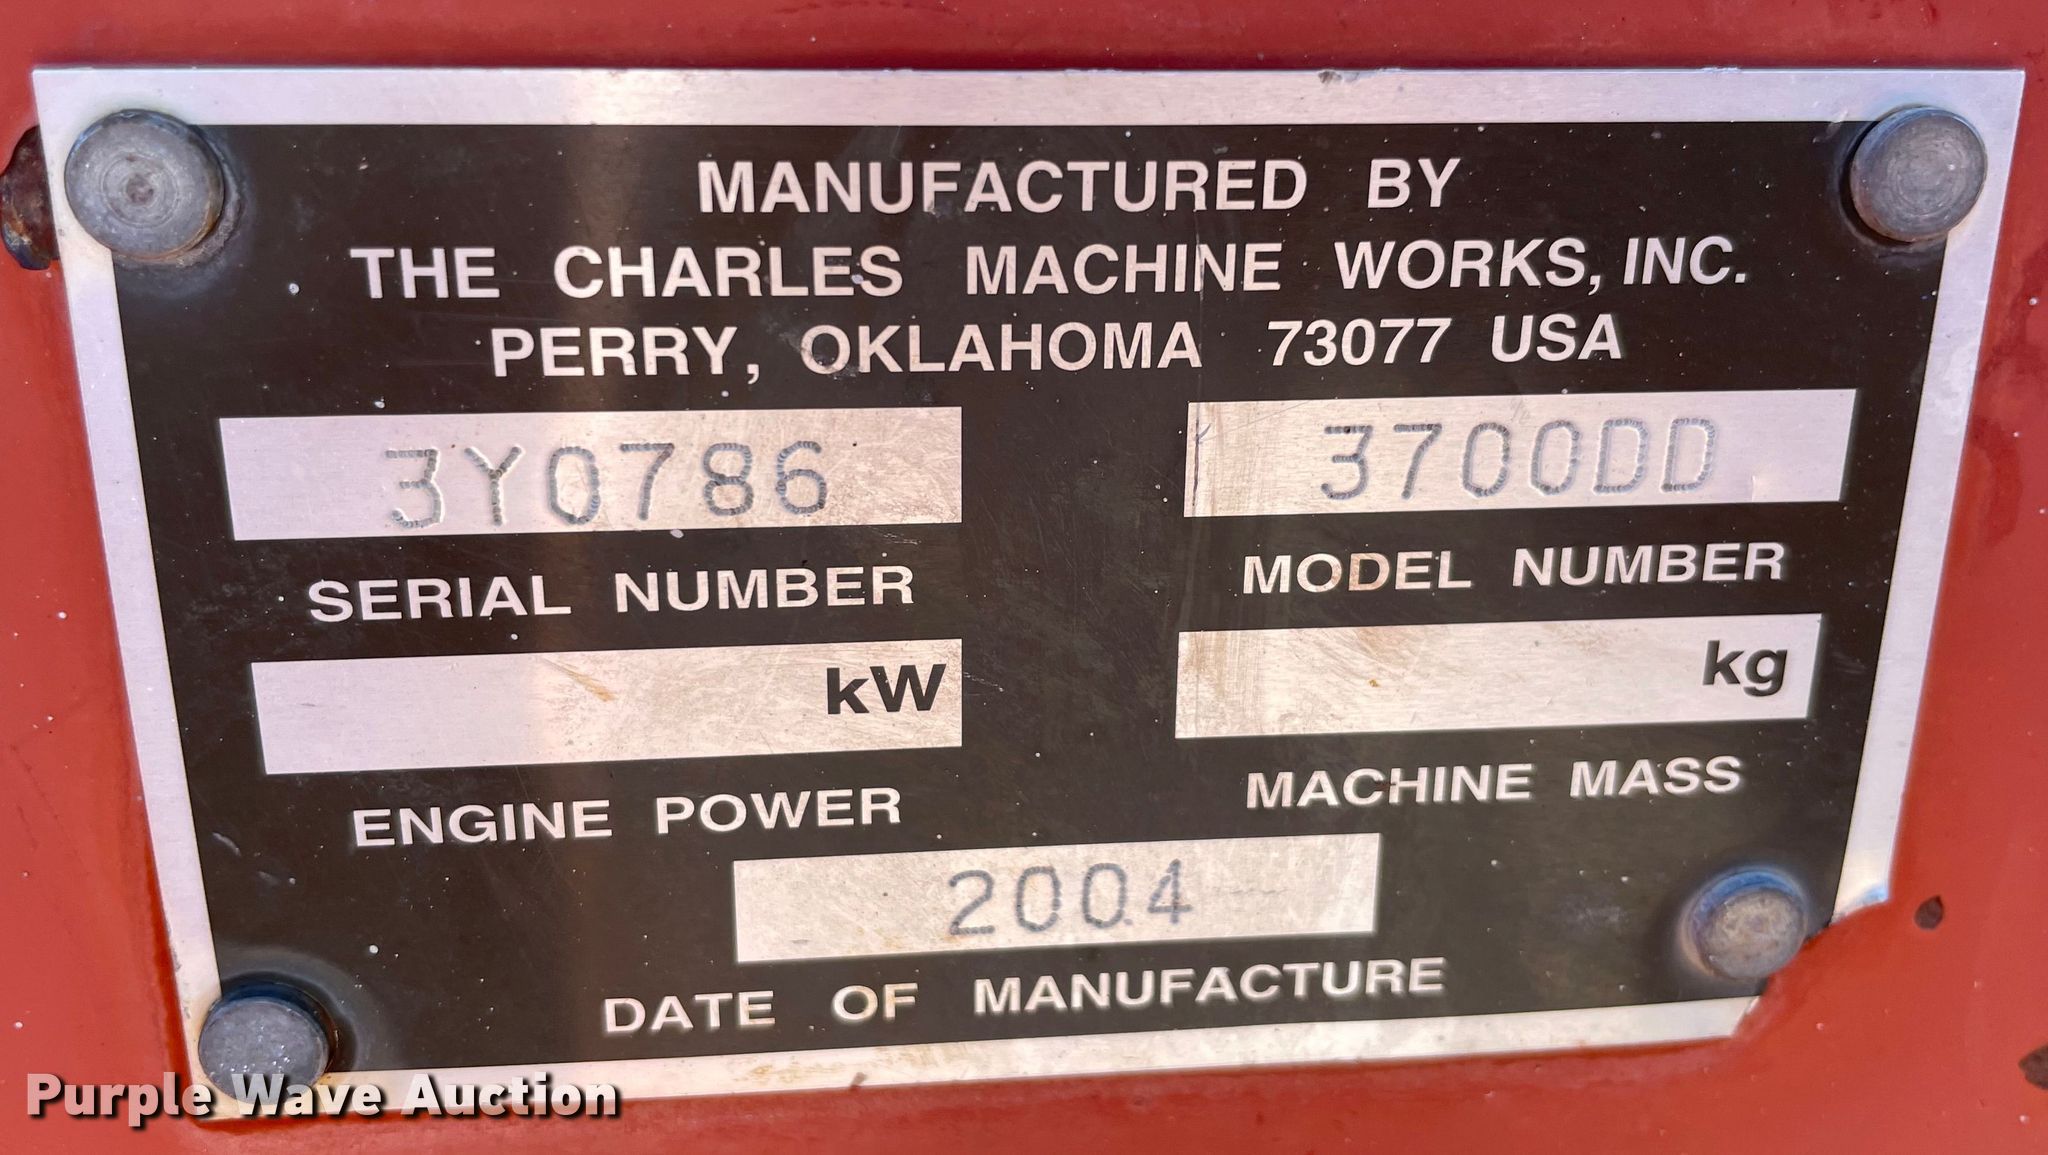 MANUFACTURED BY
THE CHARLES MACHINE WORKS, INC.
PERRY, OKLAHOMA 73077 USA
3Y0786 3700DD
SERIAL NUMBER MODEL NUMBER
kW kg
ENGINE POWER MACHINE MASS
2004
DATE OF MANUFACTURE
Purple Wave Auction